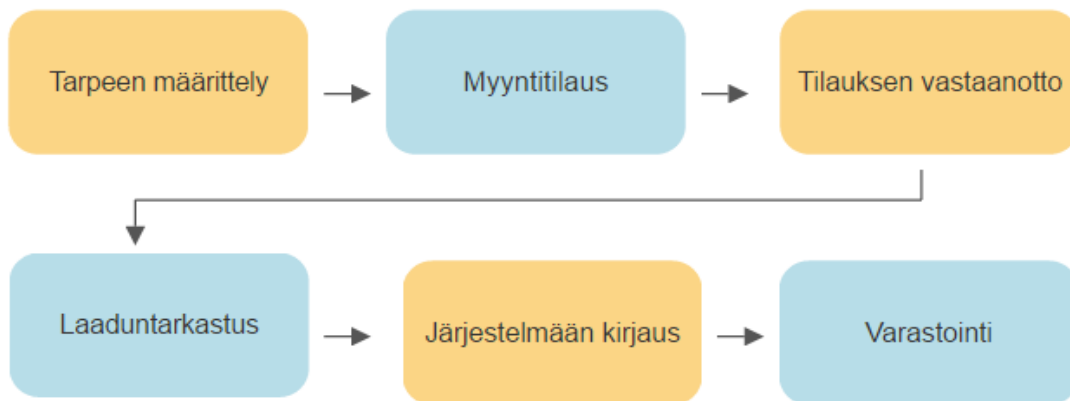 Tarpeen määrittely
Myyntitilaus
Tilauksen vastaanotto
Laaduntarkastus
Järjestelmään kirjaus
Varastointi